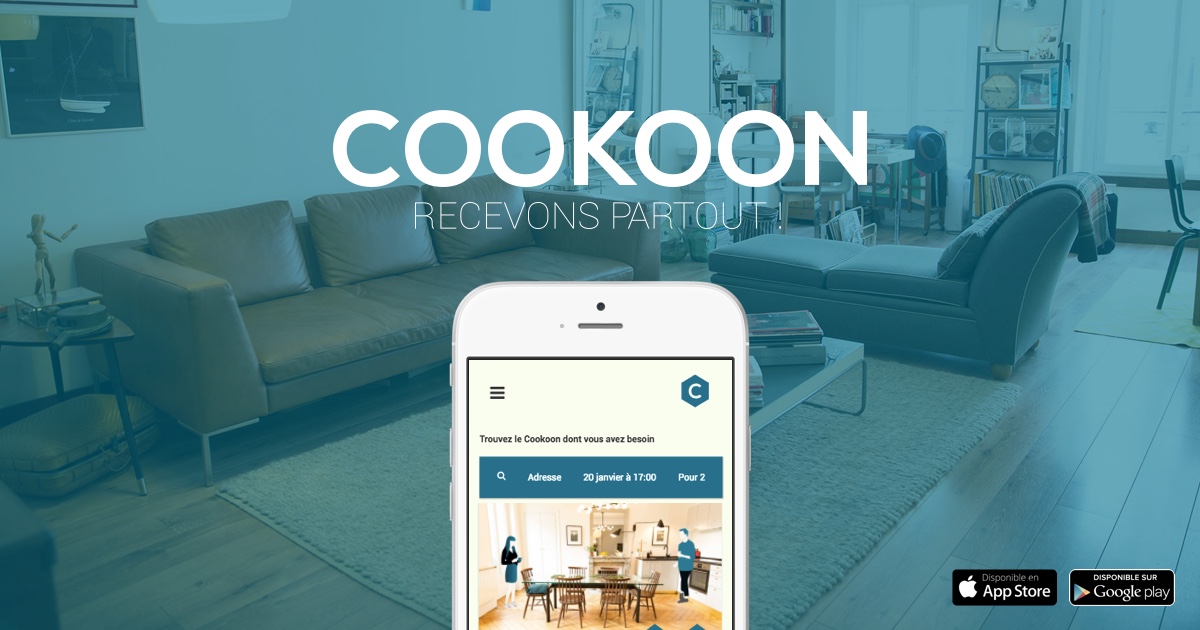 COOKOON
RECEVONS PARTOUT !
C
Trouvez le Cookoon dont vous avez besoin
Adresse 20 janvier à 17:00 Pour 2
Disponible en
App Store
DISPONIBLE SUR
Google play